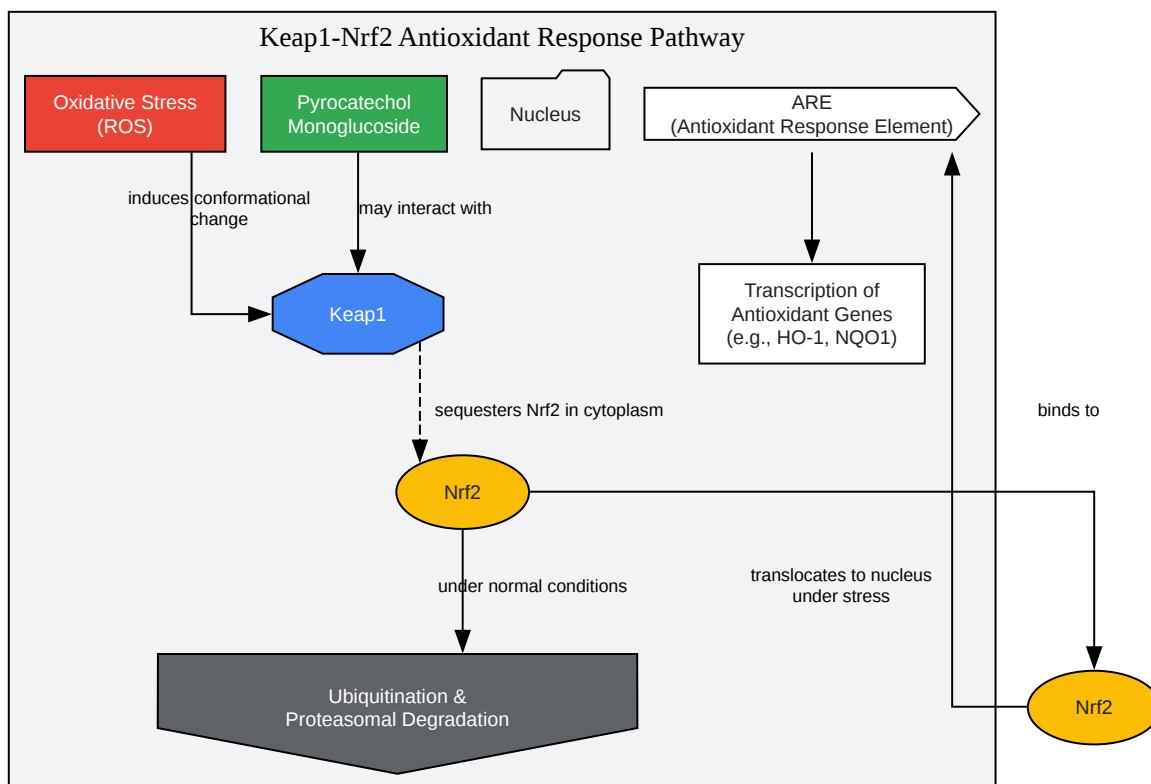 Keap1-Nrf2 Antioxidant Response Pathway
Oxidative Stress
(ROS)
Pyrocatechol
Monoglucoside
Nucleus
ARE
(Antioxidant Response Element)
induces conformational
change
may interact with
Keap1
Transcription of
Antioxidant Genes
(e.g., HO-1, NQO1)
sequesters Nrf2 in cytoplasm
binds to
Nrf2
under normal conditions
translocates to nucleus
under stress
Ubiquitination &
Proteasomal Degradation
Nrf2